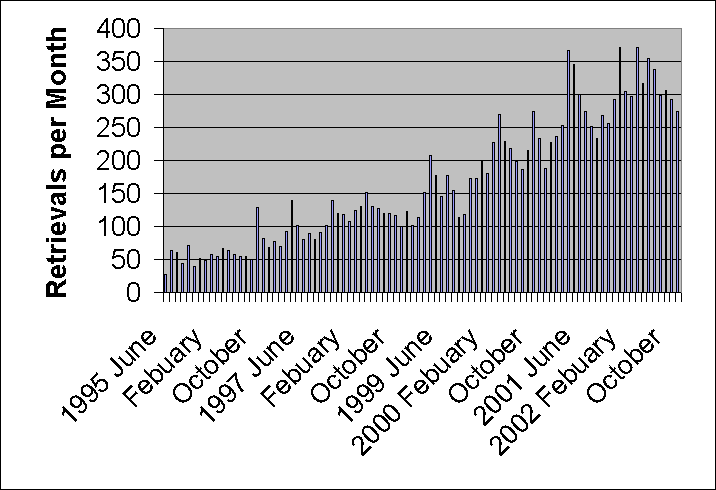 Retrievals per Month
400
350
300
250
200
150
100
50
0
1995 June
Febuary
October
1997 June
Febuary
October
1999 June
2000 Febuary
October
2001 June
2002 Febuary
October